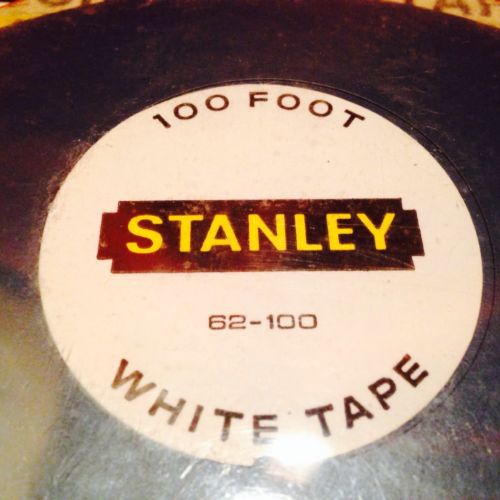 100 FOOT
STANLEY
62-100
WHITE TAPE